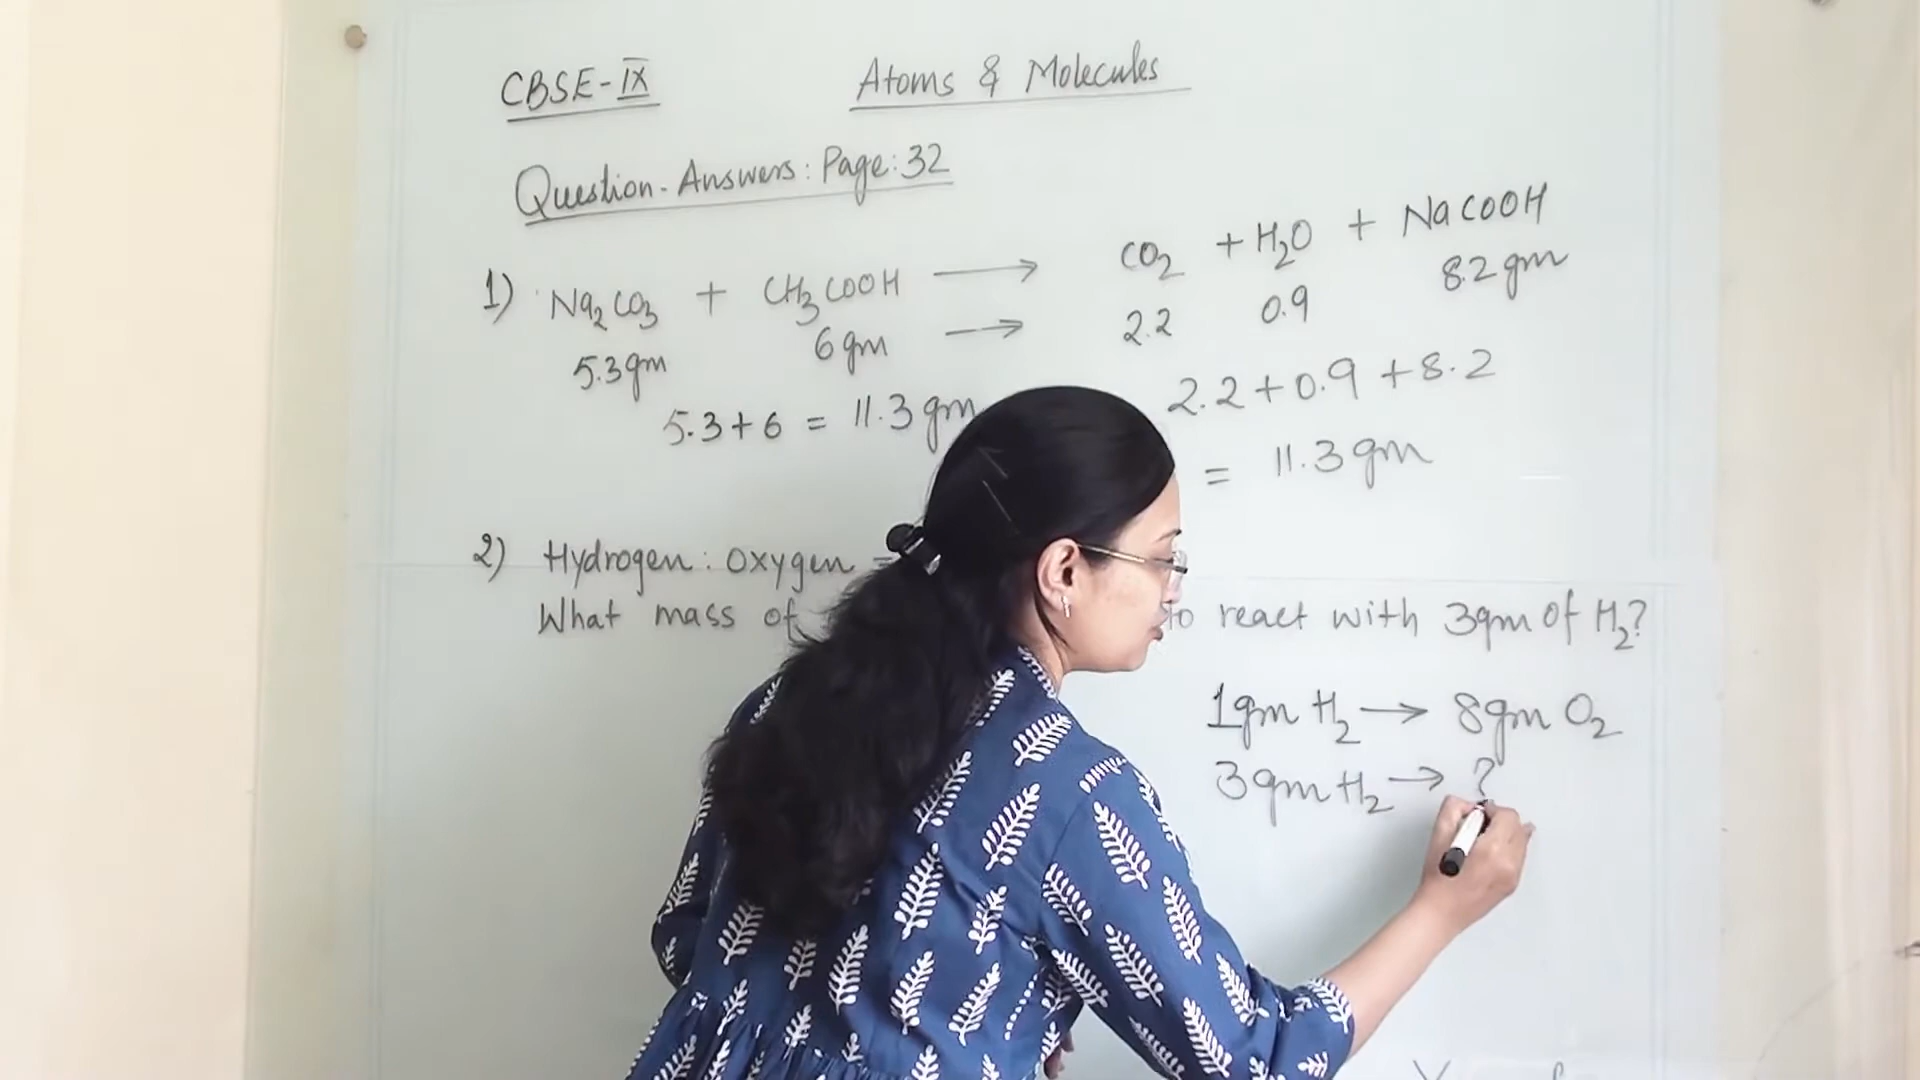 CBSE-IX
Atoms & Molecules
Question-Answers: Page: 32
1) Na2CO3 + CH3COOH → CO2 + H2O + NaCOOH
5.3gm 6gm → 2.2 0.9 8.2gm
5.3+6 = 11.3gm
2.2+0.9+8.2
= 11.3gm
2) Hydrogen: Oxygen =
What mass of to react with 3gm of H2?
1gm H2 → 8gm O2
3gm H2 → ?